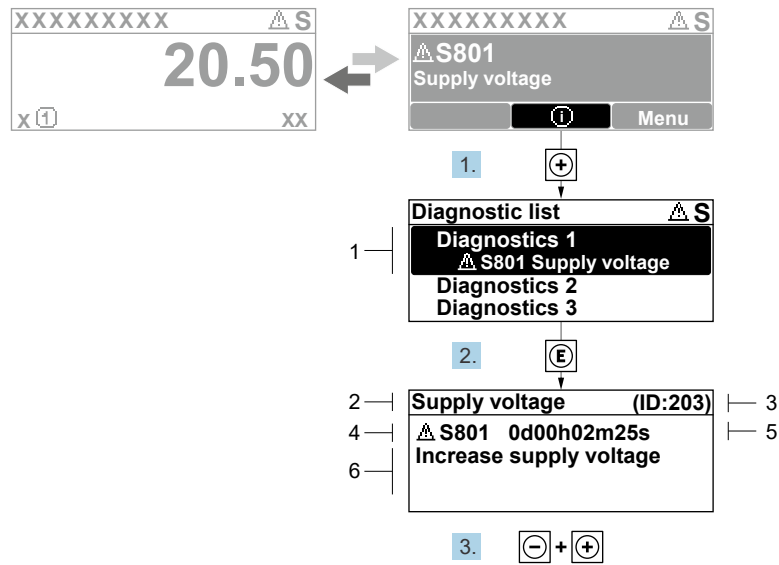 XXXXXXXXX ⚠ S
20.50
x ① xx
XXXXXXXXX ⚠ S
⚠ S801
Supply voltage
ⓘ Menu
1. +
Diagnostic list ⚠ S
1
Diagnostics 1
⚠ S801 Supply voltage
Diagnostics 2
Diagnostics 3
2. E
2 Supply voltage (ID:203) 3
4 ⚠ S801 0d00h02m25s 5
6 Increase supply voltage
3. − + +